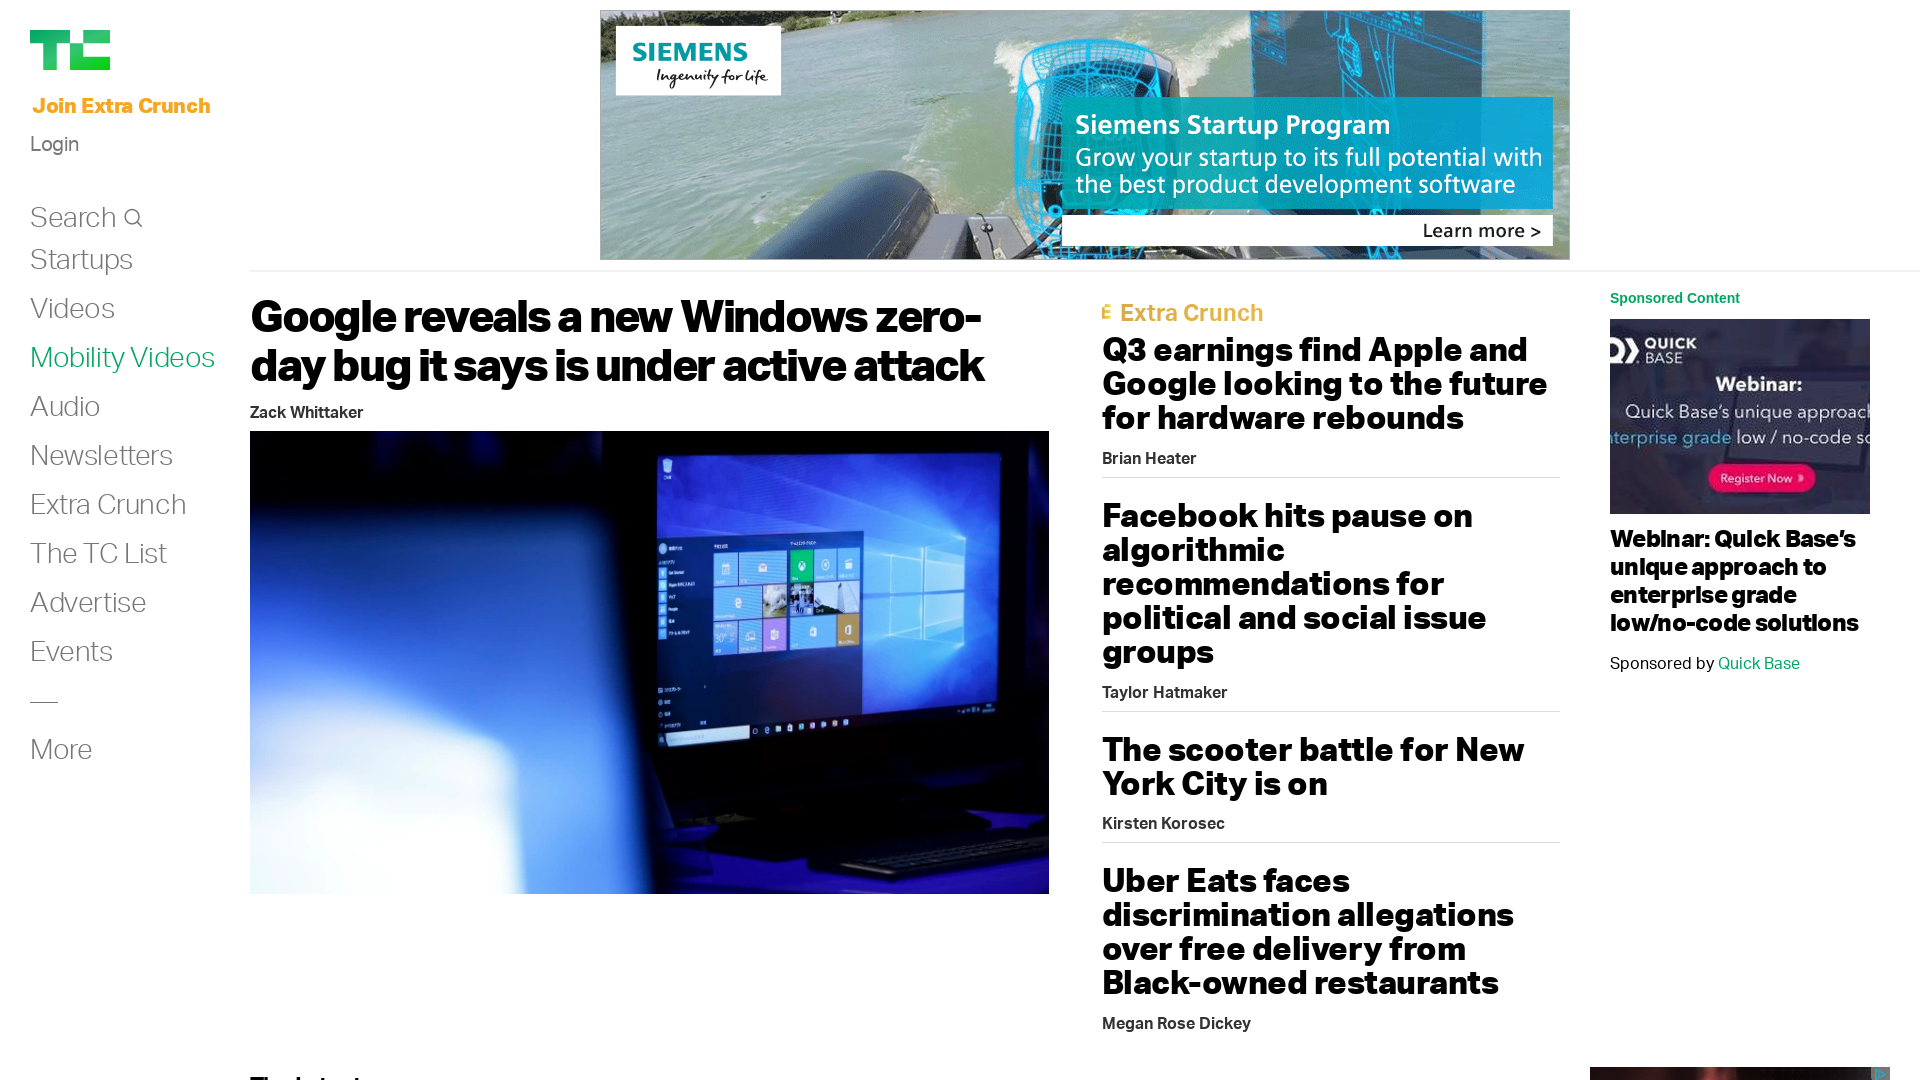 TC
Join Extra Crunch
Login
Search
Startups
Videos
Mobility Videos
Audio
Newsletters
Extra Crunch
The TC List
Advertise
Events
More
SIEMENS
Ingenuity for life
Siemens Startup Program
Grow your startup to its full potential with
the best product development software
Learn more >
Google reveals a new Windows zero-
day bug it says is under active attack
Zack Whittaker
Extra Crunch
Q3 earnings find Apple and
Google looking to the future
for hardware rebounds
Brian Heater
Facebook hits pause on
algorithmic
recommendations for
political and social issue
groups
Taylor Hatmaker
The scooter battle for New
York City is on
Kirsten Korosec
Uber Eats faces
discrimination allegations
over free delivery from
Black-owned restaurants
Megan Rose Dickey
Sponsored Content
QUICK
BASE
Webinar:
Quick Base's unique approach
enterprise grade low / no-code
Register Now
Webinar: Quick Base's
unique approach to
enterprise grade
low/no-code solutions
Sponsored by Quick Base